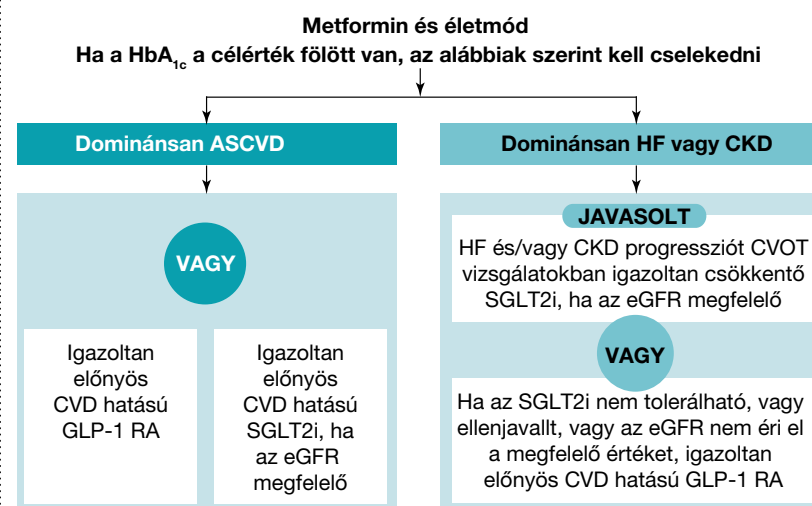 Metformin és életmód
Ha a HbA1c a célérték fölött van, az alábbiak szerint kell cselekedni
Dominánsan ASCVD
VAGY
Igazoltan
előnyös
CVD hatású
GLP-1 RA
Igazoltan
előnyös
CVD hatású
SGLT2i, ha
az eGFR
megfelelő
Dominánsan HF vagy CKD
JAVASOLT
HF és/vagy CKD progressziót CVOT
vizsgálatokban igazoltan csökkentő
SGLT2i, ha az eGFR megfelelő
VAGY
Ha az SGLT2i nem tolerálható, vagy
ellenjavallt, vagy az eGFR nem éri el
a megfelelő értéket, igazoltan
előnyös CVD hatású GLP-1 RA